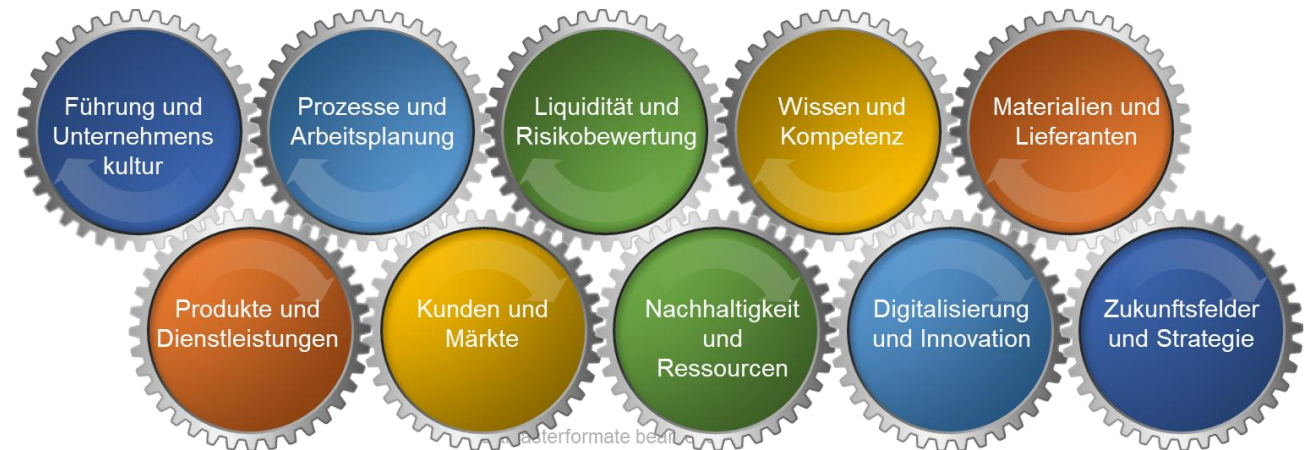 Führung und
Unternehmens
kultur
Prozesse und
Arbeitsplanung
Liquidität und
Risikobewertung
Wissen und
Kompetenz
Materialien und
Lieferanten
Produkte und
Dienstleistungen
Kunden und
Märkte
Nachhaltigkeit
und
Ressourcen
Digitalisierung
und Innovation
Zukunftsfelder
und Strategie